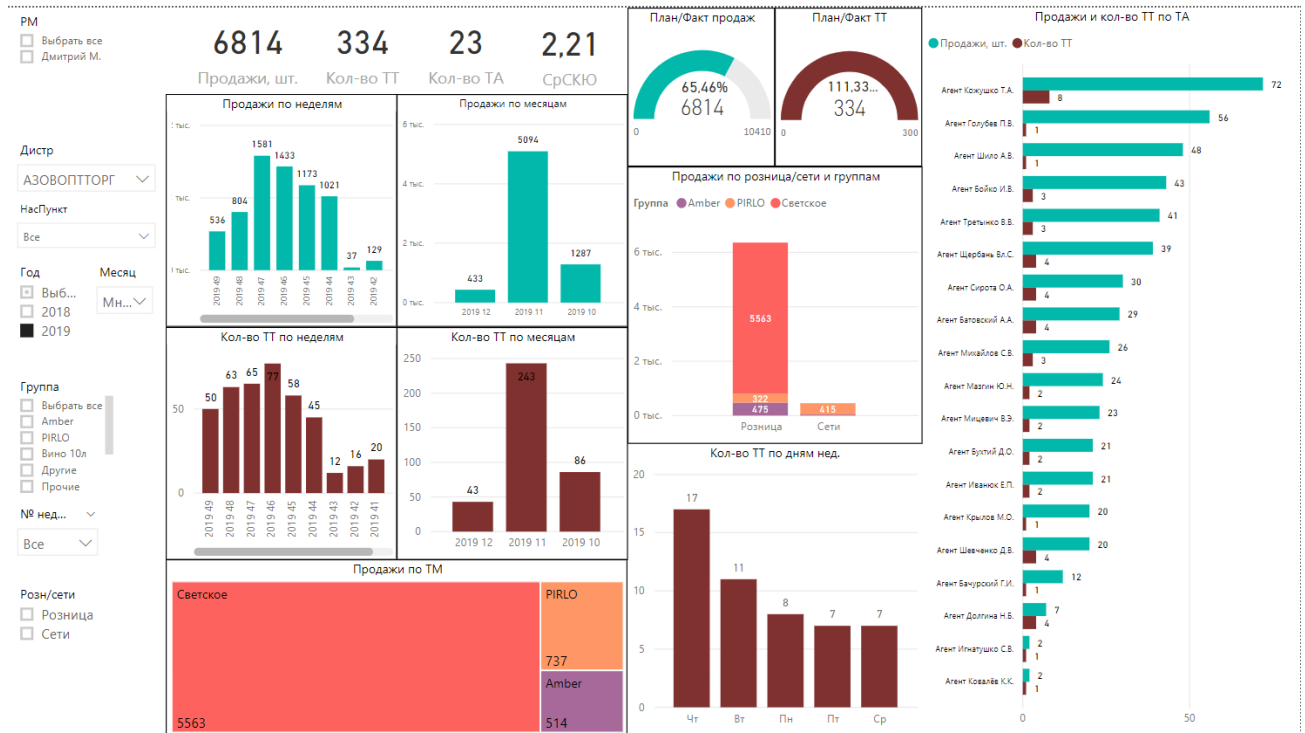 РМ
Выбрать все
Дмитрий М.
Дистр
АЗОВОПТТОРГ
НасПункт
Все
Год
Месяц
Выб...
2018
2019
Мн...
Группа
Выбрать все
Amber
PIRLO
Вино 10л
Другие
Прочие
№ нед...
Все
Розн/сети
Розница
Сети
6814
334
23
2,21
Продажи, шт.
Кол-во ТТ
Кол-во ТА
СрСКЮ
Продажи по неделям
тыс.
тыс.
тыс.
536
804
1581
1433
1173
1021
37
129
2019 49
2019 48
2019 47
2019 46
2019 45
2019 44
2019 43
2019 42
Продажи по месяцам
6 тыс.
4 тыс.
2 тыс.
0 тыс.
433
5094
1287
2019 12
2019 11
2019 10
Кол-во ТТ по неделям
50
0
50
63
65
77
58
45
12
16
20
2019 49
2019 48
2019 47
2019 46
2019 45
2019 44
2019 43
2019 42
2019 41
Кол-во ТТ по месяцам
250
200
150
100
50
0
43
243
86
2019 12
2019 11
2019 10
Продажи по ТМ
Светское
5563
PIRLO
737
Amber
514
План/Факт продаж
65,46%
6814
0
10410
План/Факт ТТ
111,33...
334
0
300
Продажи по розница/сети и группам
Группа Amber PIRLO Светское
6 тыс.
4 тыс.
2 тыс.
0 тыс.
5563
322
475
415
Розница
Сети
Кол-во ТТ по дням нед.
20
15
10
5
0
17
11
8
7
7
Чт
Вт
Пн
Пт
Ср
Продажи и кол-во ТТ по ТА
Продажи, шт. Кол-во ТТ
Агент Кожушко Т.А.
72
8
Агент Голубев П.В.
56
1
Агент Шило А.В.
48
1
Агент Бойко И.В.
43
3
Агент Третьнко В.В.
41
3
Агент Щербань Вл.С.
39
4
Агент Сирота О.А.
30
4
Агент Батовский А.А.
29
4
Агент Михайлов С.В.
26
3
Агент Мазгин Ю.Н.
24
2
Агент Мицевич В.Э.
23
2
Агент Бухтий Д.О.
21
2
Агент Иванюк Е.П.
21
2
Агент Крылов М.О.
20
1
Агент Шевченко Д.В.
20
4
Агент Бачурский Г.И.
12
1
Агент Долгина Н.Б.
7
4
Агент Игнатушко С.В.
2
1
Агент Ковалёв К.К.
2
1
0
50